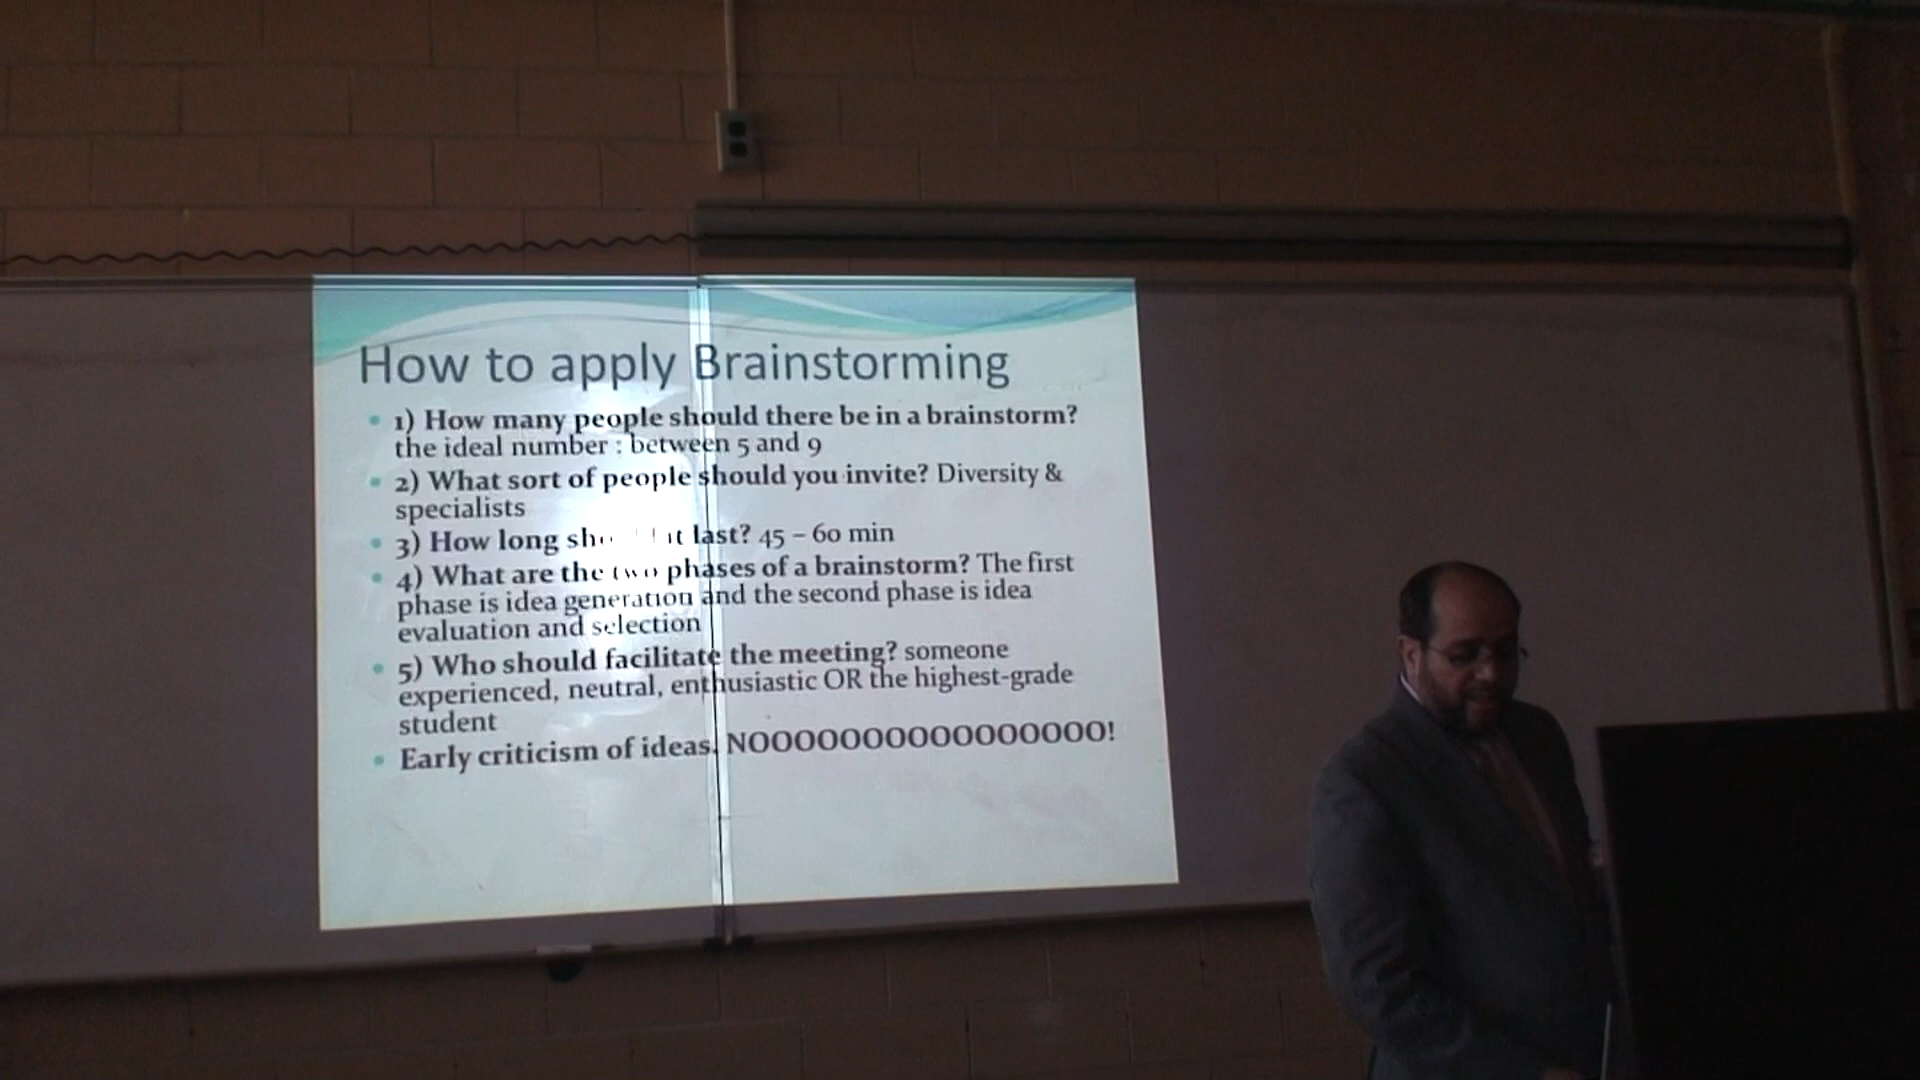 How to apply Brainstorming
1) How many people should there be in a brainstorm?
the ideal number : between 5 and 9
2) What sort of people should you invite? Diversity &
specialists
3) How long it last? 45 – 60 min
4) What are the two phases of a brainstorm? The first
phase is idea generation and the second phase is idea
evaluation and selection
5) Who should facilitate the meeting? someone
experienced, neutral, enthusiastic OR the highest-grade
student
Early criticism of ideas. NOOOOOOOOOOOOOOOO!